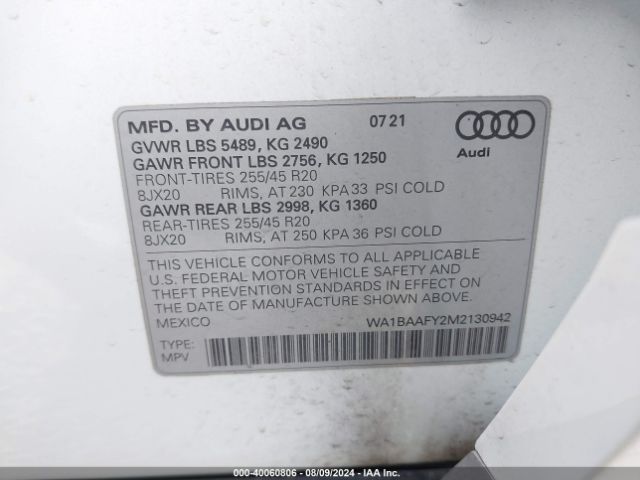 MFD. BY AUDI AG 07 21
GVWR LBS 5489, KG 2490
GAWR FRONT LBS 2756, KG 1250
FRONT-TIRES 255/45 R20
8JX20 RIMS, AT 230 KPA 33 PSI COLD
GAWR REAR LBS 2998, KG 1360
REAR-TIRES 255/45 R20
8JX20 RIMS, AT 250 KPA 36 PSI COLD
Audi
THIS VEHICLE CONFORMS TO ALL APPLICABLE
U.S. FEDERAL MOTOR VEHICLE SAFETY AND
THEFT PREVENTION STANDARDS IN EFFECT ON
THE DATE OF MANUFACTURE SHOWN ABOVE.
MEXICO WA1BAAFY2M2130942
TYPE:
MPV
000-40060806 - 08/09/2024 - IAA Inc.